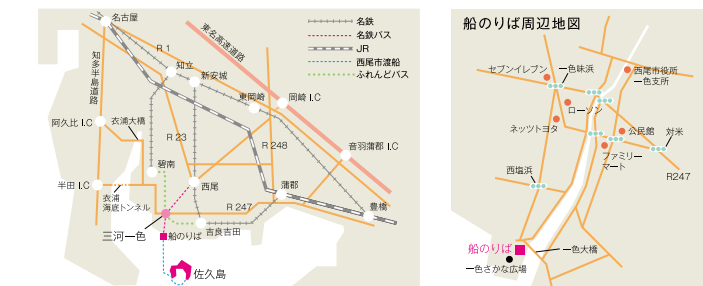 名古屋
名鉄
名鉄バス
JR
西尾市渡船
ふれんどバス
東名高速道路
R 1
知多半島道路
知立
新安城
東岡崎
岡崎 I.C
阿久比 I.C
衣浦大橋
R 23
R 248
音羽蒲郡 I.C
碧南
半田 I.C
衣浦
海底トンネル
西尾
蒲郡
R 247
豊橋
三河一色
吉良吉田
船のりば
佐久島
船のりば周辺地図
セブンイレブン
一色味浜
西尾市役所
一色支所
ローソン
ネッツトヨタ
公民館
対米
ファミリー
マート
西塩浜
R247
船のりば
一色大橋
一色さかな広場